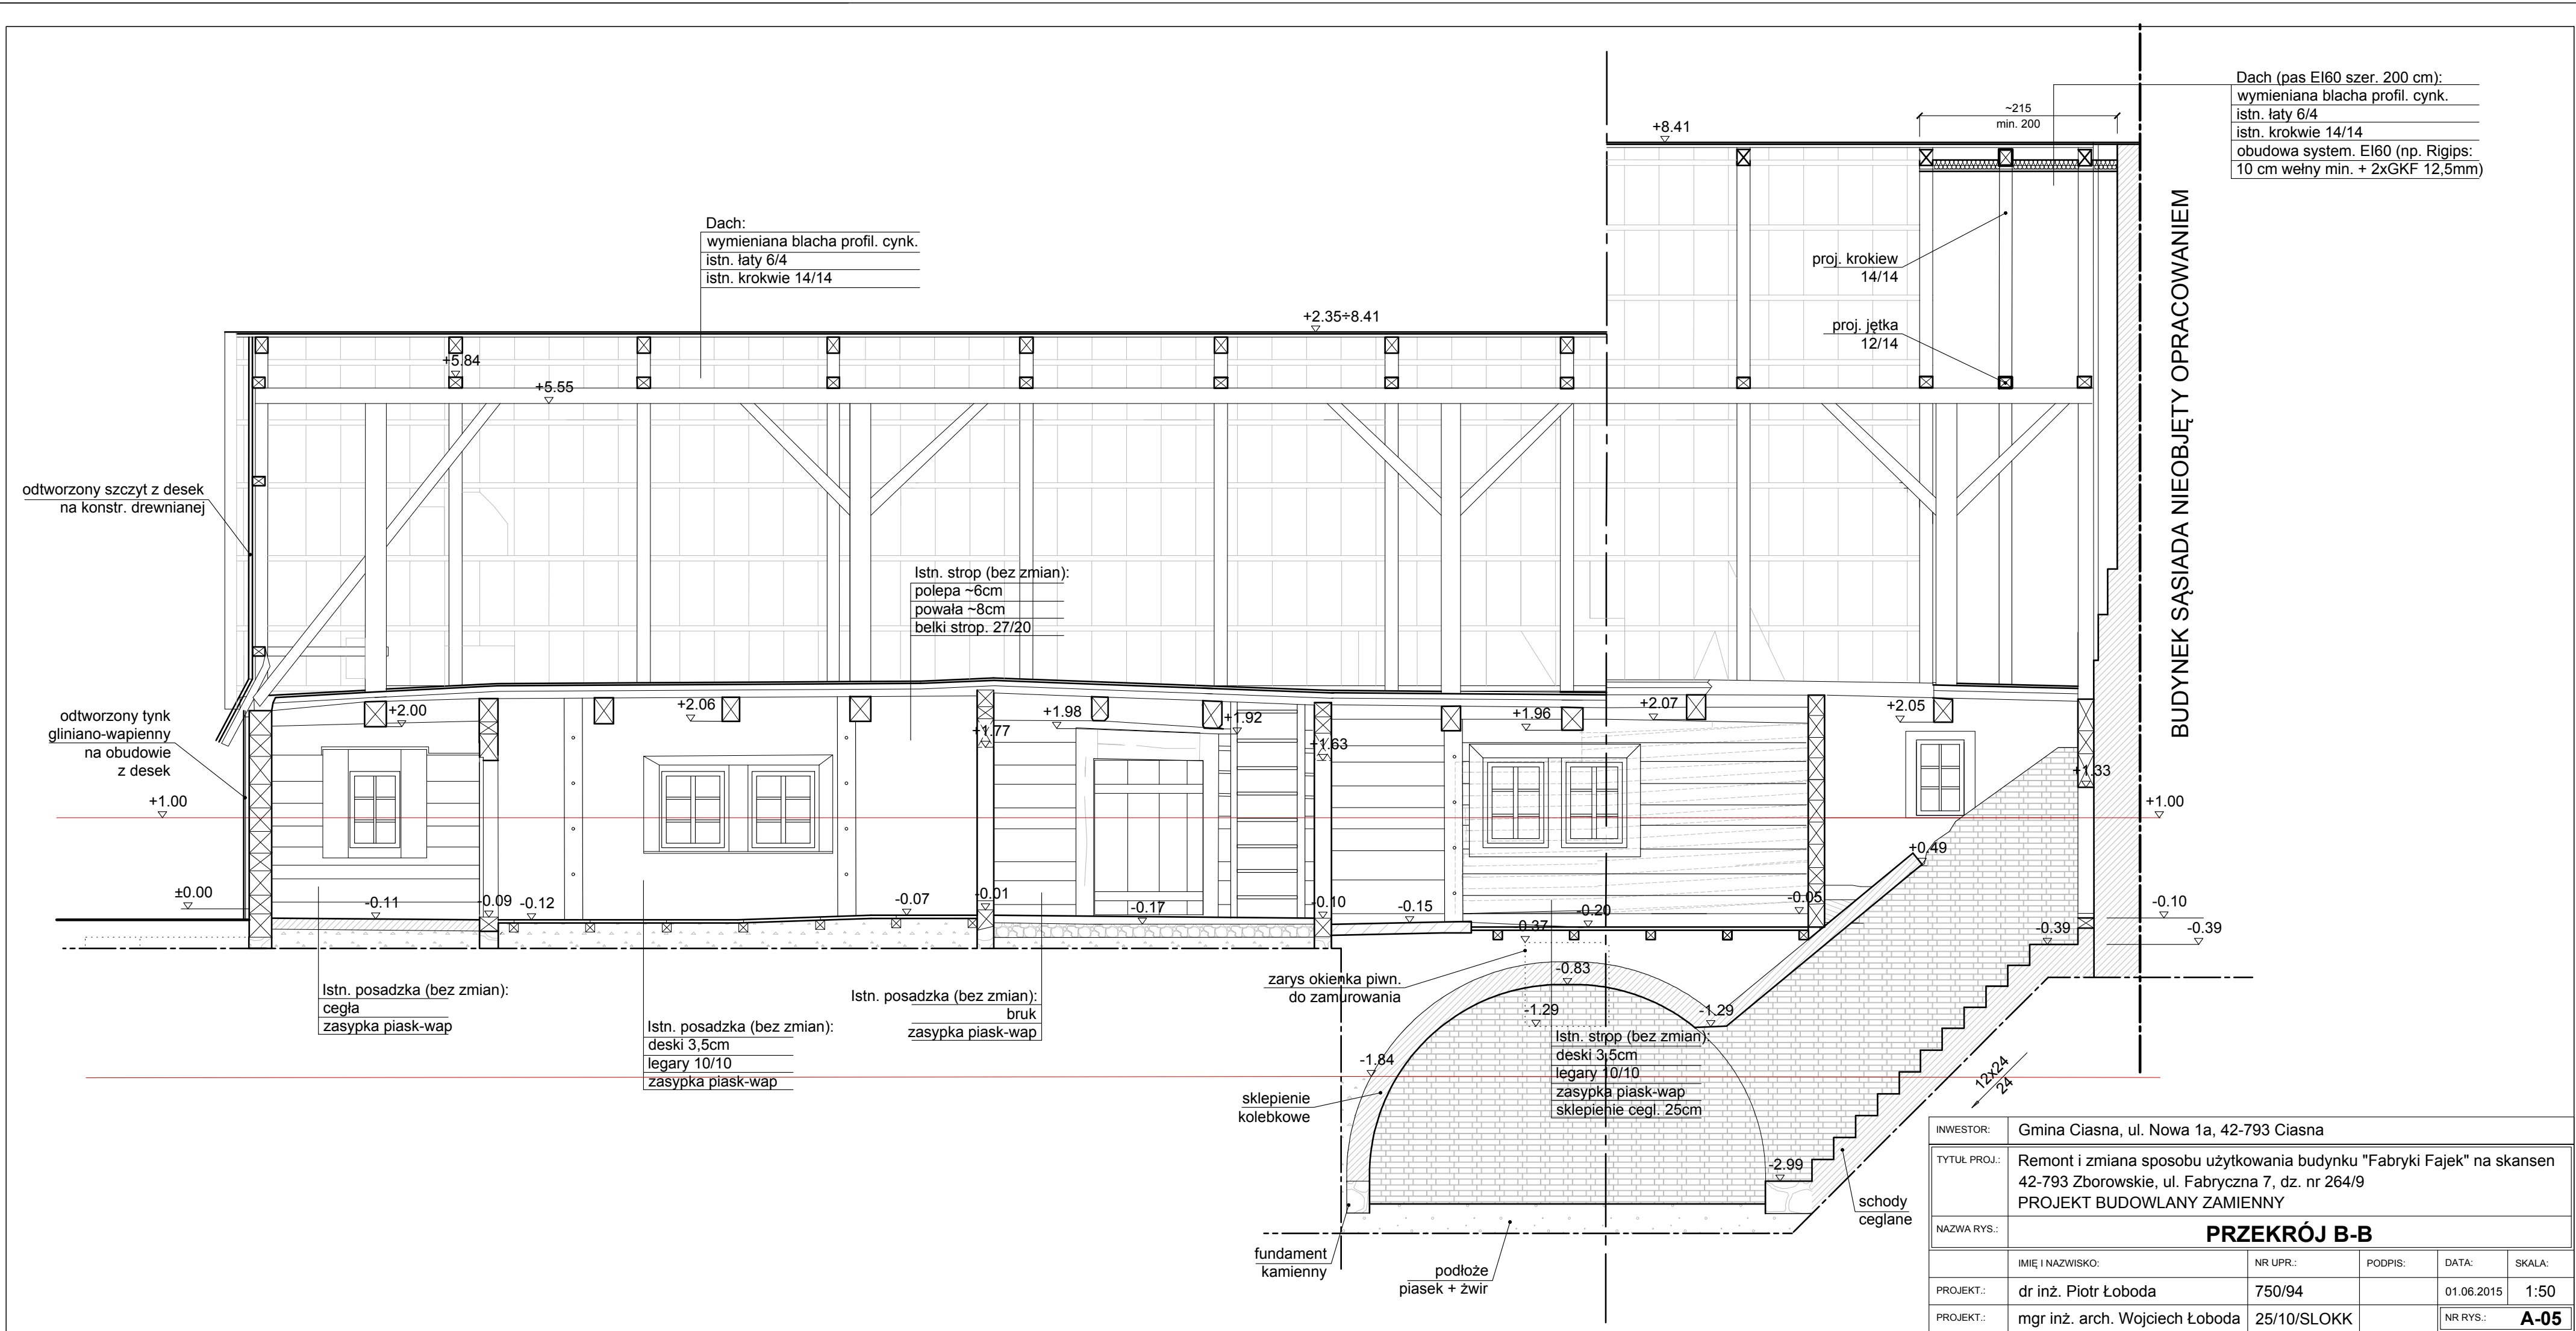 Dach (pas EI60 szer. 200 cm):
wymieniana blacha profil. cynk.
istn. łaty 6/4
istn. krokwie 14/14
obudowa system. EI60 (np. Rigips:
10 cm wełny min. + 2xGKF 12,5mm)
~215
min. 200
+8.41
BUDYNEK SĄSIADA NIEOBJĘTY OPRACOWANIEM
Dach:
wymieniana blacha profil. cynk.
istn. łaty 6/4
istn. krokwie 14/14
proj. krokiew
14/14
+2.35÷8.41
proj. jętka
12/14
+5.84
+5.55
odtworzony szczyt z desek
na konstr. drewnianej
Istn. strop (bez zmian):
polepa ~6cm
powała ~8cm
belki strop. 27/20
odtworzony tynk
gliniano-wapienny
na obudowie
z desek
+2.00
+2.06
+1.77
+1.98
+1.92
+1.63
+1.96
+2.07
+2.05
+1.33
+1.00
+1.00
+0.49
±0.00
-0.11
-0.09
-0.12
-0.07
-0.01
-0.17
-0.10
-0.15
-0.20
-0.05
-0.10
-0.39
-0.39
0.37
zarys okienka piwn.
do zamurowania
-0.83
-1.29
-1.29
Istn. posadzka (bez zmian):
cegła
zasypka piask-wap
Istn. posadzka (bez zmian):
deski 3,5cm
legary 10/10
zasypka piask-wap
Istn. posadzka (bez zmian):
bruk
zasypka piask-wap
Istn. strop (bez zmian):
deski 3,5cm
legary 10/10
zasypka piask-wap
sklepienie cegl. 25cm
-1.84
sklepienie
kolebkowe
12x24
24
-2.99
schody
ceglane
fundament
kamienny
podłoże
piasek + żwir
INWESTOR: Gmina Ciasna, ul. Nowa 1a, 42-793 Ciasna
TYTUŁ PROJ.: Remont i zmiana sposobu użytkowania budynku "Fabryki Fajek" na skansen
42-793 Zborowskie, ul. Fabryczna 7, dz. nr 264/9
PROJEKT BUDOWLANY ZAMIENNY
NAZWA RYS.: PRZEKRÓJ B-B
IMIĘ I NAZWISKO: NR UPR.: PODPIS: DATA: SKALA:
PROJEKT.: dr inż. Piotr Łoboda 750/94 01.06.2015 1:50
PROJEKT.: mgr inż. arch. Wojciech Łoboda 25/10/SLOKK NR RYS.: A-05